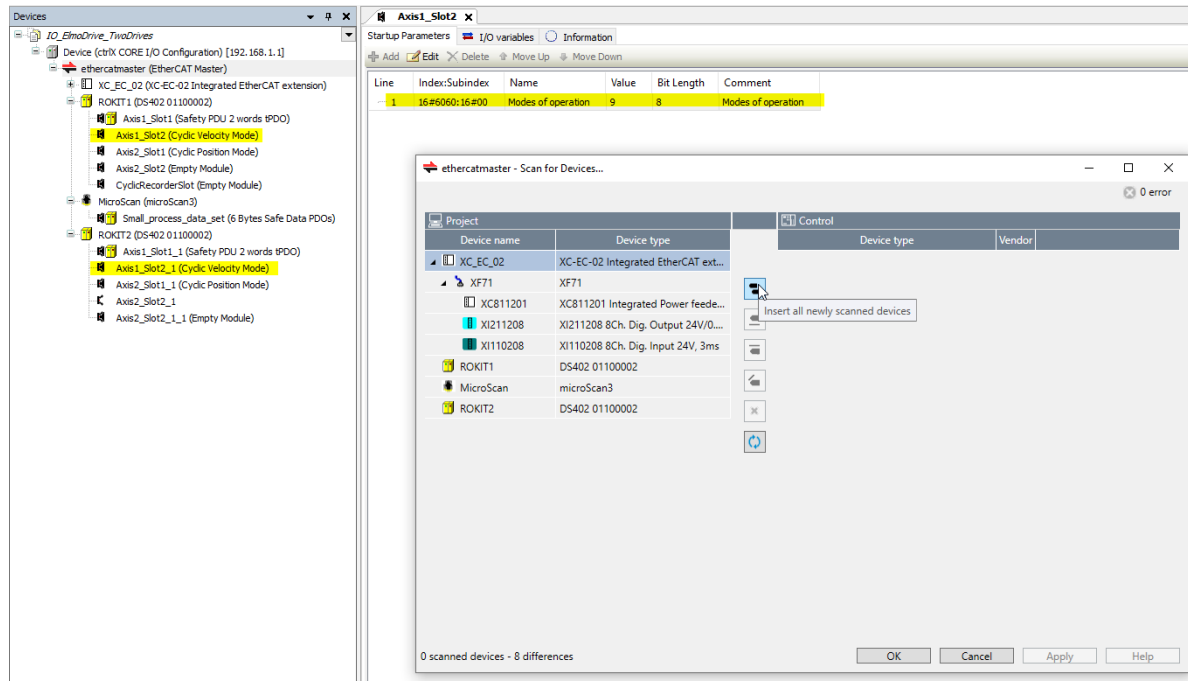 Devices
IO_ElmoDrive_TwoDrives
Device (ctrlX CORE I/O Configuration) [192.168.1.1]
ethercatmaster (EtherCAT Master)
XC_EC_02 (XC-EC-02 Integrated EtherCAT extension)
ROKIT1 (DS402 01100002)
Axis1_Slot1 (Safety PDU 2 words tPDO)
Axis1_Slot2 (Cyclic Velocity Mode)
Axis2_Slot1 (Cyclic Position Mode)
Axis2_Slot2 (Empty Module)
CyclicRecorderSlot (Empty Module)
MicroScan (microScan3)
Small_process_data_set (6 Bytes Safe Data PDOs)
ROKIT2 (DS402 01100002)
Axis1_Slot1_1 (Safety PDU 2 words tPDO)
Axis1_Slot2_1 (Cyclic Velocity Mode)
Axis2_Slot1_1 (Cyclic Position Mode)
Axis2_Slot2_1
Axis2_Slot2_1_1 (Empty Module)
Axis1_Slot2
Startup Parameters I/O variables Information
Add Edit Delete Move Up Move Down
Line Index:Subindex Name Value Bit Length Comment
1 16#6060:16#00 Modes of operation 9 8 Modes of operation
ethercatmaster - Scan for Devices...
0 error
Project Control
Device name Device type Device type Vendor
XC_EC_02 XC-EC-02 Integrated EtherCAT ext...
XF71 XF71
XC811201 XC811201 Integrated Power feede...
Insert all newly scanned devices
XI211208 XI211208 8Ch. Dig. Output 24V/0....
XI110208 XI110208 8Ch. Dig. Input 24V, 3ms
ROKIT1 DS402 01100002
MicroScan microScan3
ROKIT2 DS402 01100002
0 scanned devices - 8 differences
OK Cancel Apply Help